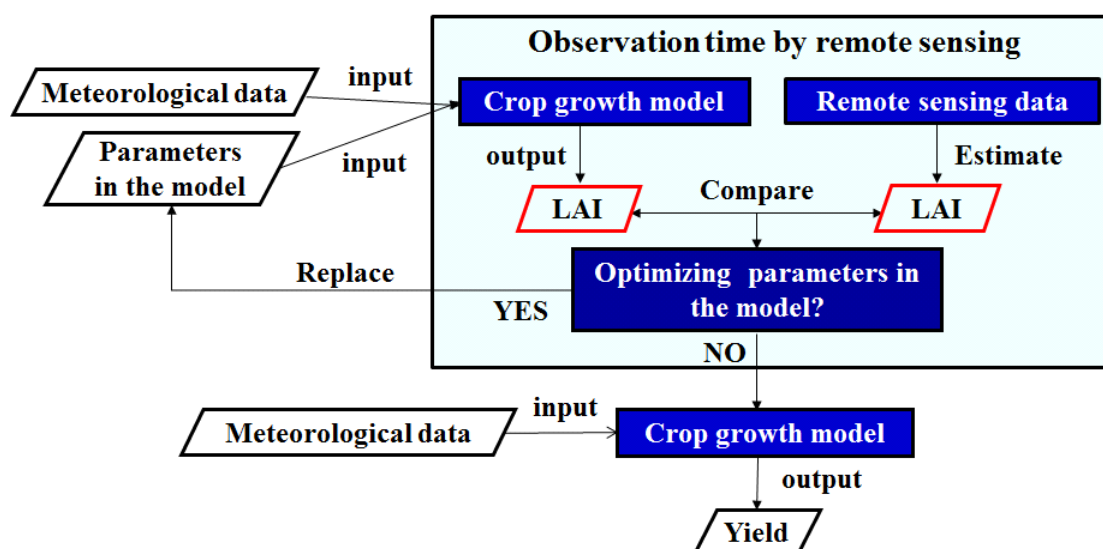 Observation time by remote sensing
input
Meteorological data
Crop growth model
Remote sensing data
Parameters
in the model
input
output
Estimate
LAI
Compare
LAI
Replace
Optimizing parameters in
the model?
YES
NO
Meteorological data
input
Crop growth model
output
Yield